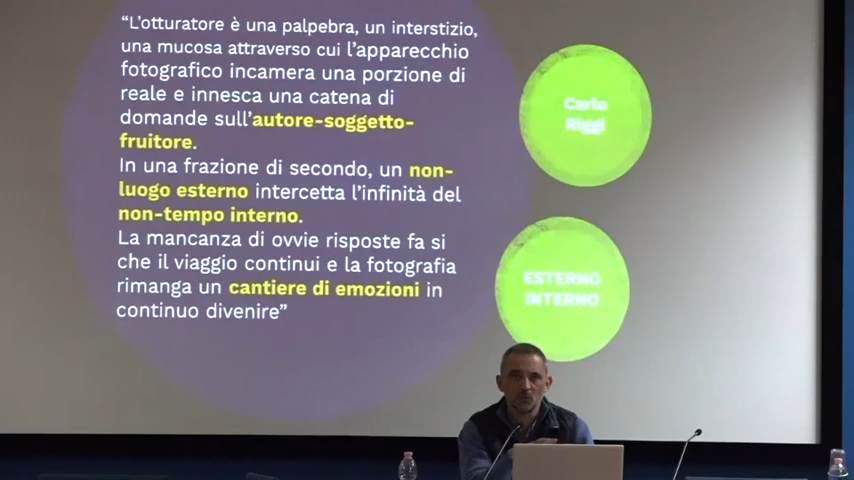 “L’otturatore è una palpebra, un interstizio,
una mucosa attraverso cui l’apparecchio
fotografico incamera una porzione di
reale e innesca una catena di
domande sull’autore-soggetto-
fruitore.
In una frazione di secondo, un non-
luogo esterno intercetta l’infinità del
non-tempo interno.
La mancanza di ovvie risposte fa si
che il viaggio continui e la fotografia
rimanga un cantiere di emozioni in
continuo divenire”
Carlo
Riggi
ESTERNO
INTERNO